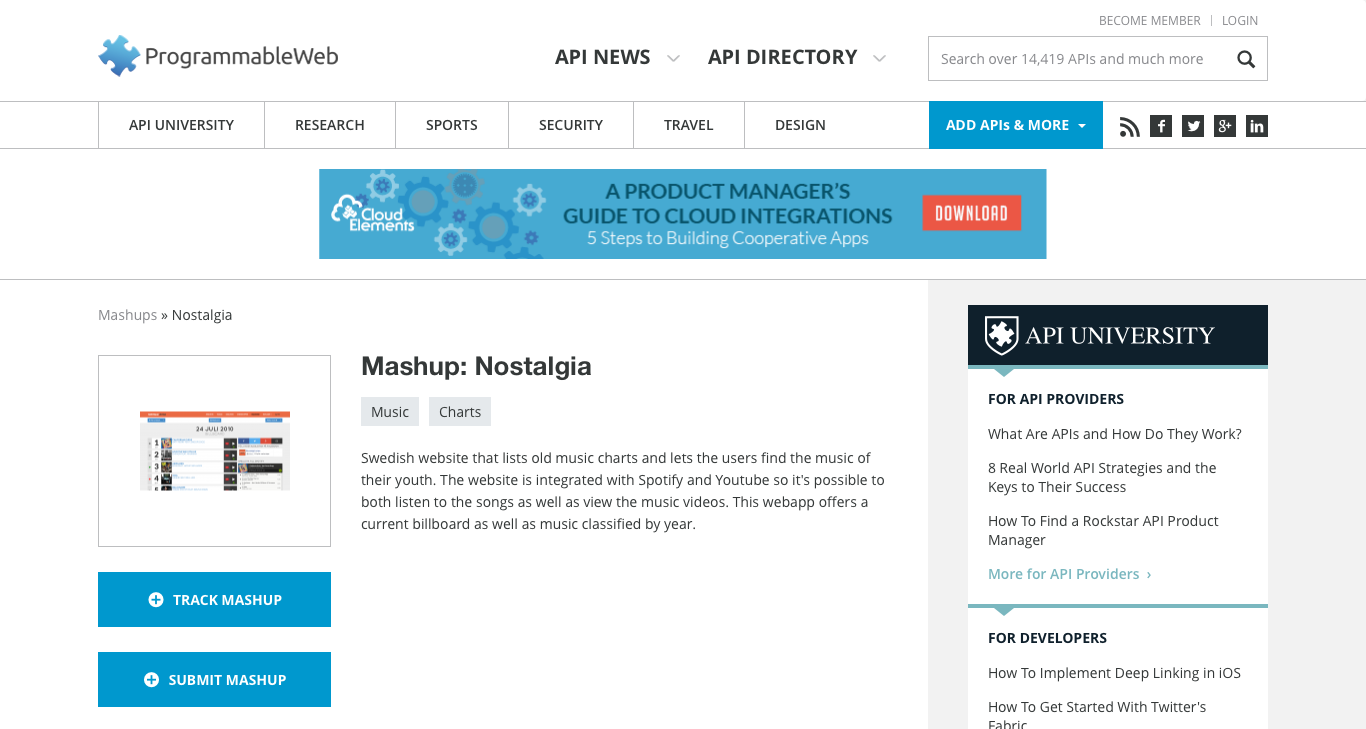 BECOME MEMBER
LOGIN
ProgrammableWeb
API NEWS
API DIRECTORY
Search over 14,419 APIs and much more
API UNIVERSITY
RESEARCH
SPORTS
SECURITY
TRAVEL
DESIGN
ADD APIs & MORE
Cloud
Elements
A PRODUCT MANAGER'S
GUIDE TO CLOUD INTEGRATIONS
5 Steps to Building Cooperative Apps
DOWNLOAD
Mashups » Nostalgia
24 JULI 2010
1
2
3
4
Mashup: Nostalgia
Music
Charts
Swedish website that lists old music charts and lets the users find the music of
their youth. The website is integrated with Spotify and Youtube so it's possible to
both listen to the songs as well as view the music videos. This webapp offers a
current billboard as well as music classified by year.
TRACK MASHUP
SUBMIT MASHUP
API UNIVERSITY
FOR API PROVIDERS
What Are APIs and How Do They Work?
8 Real World API Strategies and the
Keys to Their Success
How To Find a Rockstar API Product
Manager
More for API Providers ›
FOR DEVELOPERS
How To Implement Deep Linking in iOS
How To Get Started With Twitter's
Fabric